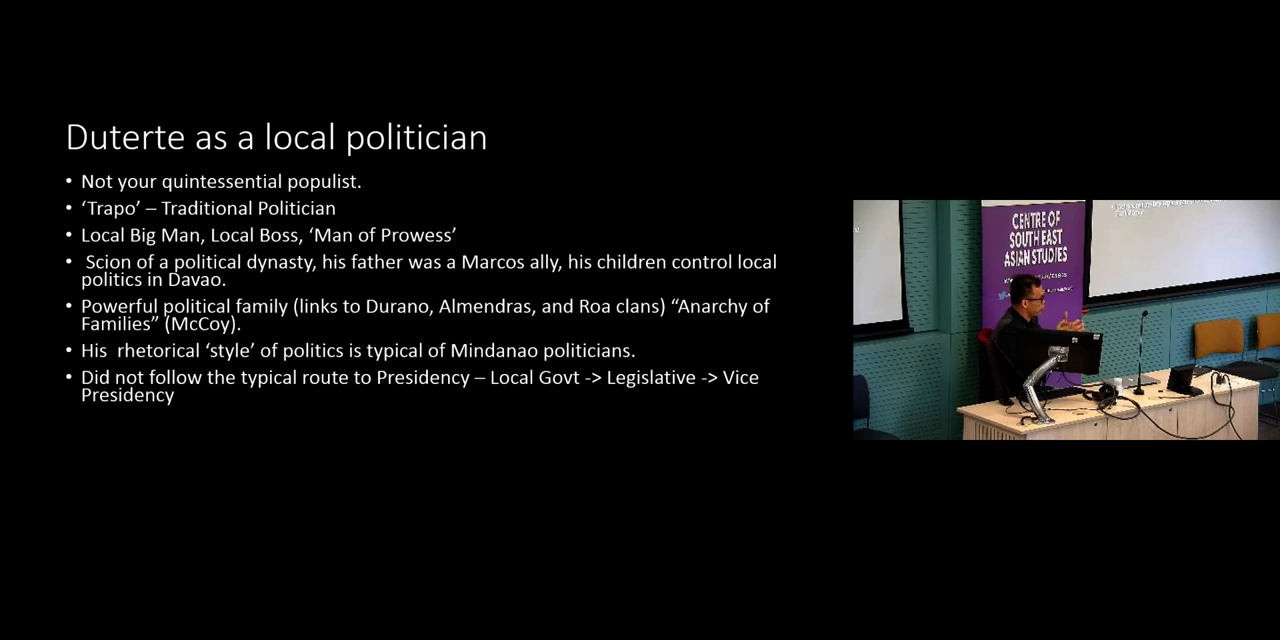 Duterte as a local politician
• Not your quintessential populist.
• ‘Trapo’ – Traditional Politician
• Local Big Man, Local Boss, ‘Man of Prowess’
• Scion of a political dynasty, his father was a Marcos ally, his children control local
politics in Davao.
• Powerful political family (links to Durano, Almendras, and Roa clans) “Anarchy of
Families” (McCoy).
• His  rhetorical ‘style’ of politics is typical of Mindanao politicians.
• Did not follow the typical route to Presidency – Local Govt -> Legislative -> Vice
Presidency
CENTRE OF
SOUTH EAST
ASIAN STUDIES